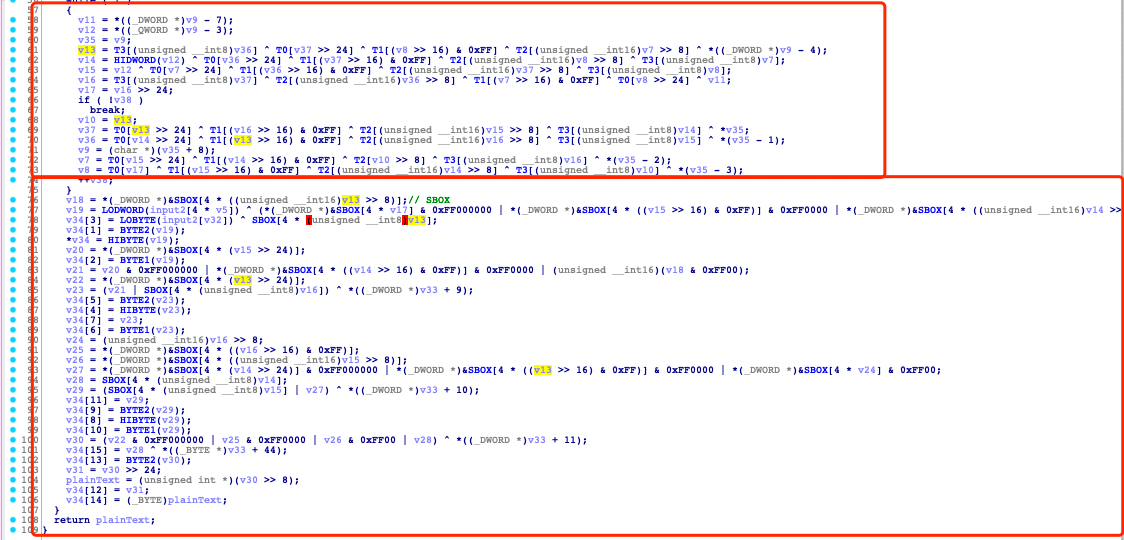 57 {
58 v11 = *((_DWORD *)v9 - 7);
59 v12 = *((_QWORD *)v9 - 3);
60 v35 = v9;
61 v13 = T3[(unsigned __int8)v36] ^ T0[v37 >> 24] ^ T1[(v8 >> 16) & 0xFF] ^ T2[(unsigned __int16)v7 >> 8] ^ *((_DWORD *)v9 - 4);
62 v14 = HIDWORD(v12) ^ T0[v36 >> 24] ^ T1[(v37 >> 16) & 0xFF] ^ T2[(unsigned __int16)v8 >> 8] ^ T3[(unsigned __int8)v7];
63 v15 = v12 ^ T0[v7 >> 24] ^ T1[(v36 >> 16) & 0xFF] ^ T2[(unsigned __int16)v37 >> 8] ^ T3[(unsigned __int8)v8];
64 v16 = T3[(unsigned __int8)v37] ^ T2[(unsigned __int16)v36 >> 8] ^ T1[(v7 >> 16) & 0xFF] ^ T0[v8 >> 24] ^ v11;
65 v17 = v16 >> 24;
66 if ( !v38 )
67 break;
68 v10 = v13;
69 v37 = T0[v13 >> 24] ^ T1[(v16 >> 16) & 0xFF] ^ T2[(unsigned __int16)v15 >> 8] ^ T3[(unsigned __int8)v14] ^ *v35;
70 v36 = T0[v14 >> 24] ^ T1[(v13 >> 16) & 0xFF] ^ T2[(unsigned __int16)v16 >> 8] ^ T3[(unsigned __int8)v15] ^ *(v35 - 1);
71 v9 = (char *)(v35 + 8);
72 v7 = T0[v15 >> 24] ^ T1[(v14 >> 16) & 0xFF] ^ T2[v10 >> 8] ^ T3[(unsigned __int8)v16] ^ *(v35 - 2);
73 v8 = T0[v17] ^ T1[(v15 >> 16) & 0xFF] ^ T2[(unsigned __int16)v14 >> 8] ^ T3[(unsigned __int8)v10] ^ *(v35 - 3);
74 ++v38;
75 }
76 v18 = *(_DWORD *)&SBOX[4 * ((unsigned __int16)v13 >> 8)];// SBOX
77 v19 = LODWORD(input2[4 * v5]) ^ (*(_DWORD *)&SBOX[4 * v17] & 0xFF000000 | *(_DWORD *)&SBOX[4 * ((v15 >> 16) & 0xFF)] & 0xFF0000 | *(_DWORD *)&SBOX[4 * ((unsigned __int16)v14 >>
78 v34[3] = LOBYTE(input2[v32]) ^ SBOX[4 * (unsigned __int8)v13];
79 v34[1] = BYTE2(v19);
80 *v34 = HIBYTE(v19);
81 v20 = *(_DWORD *)&SBOX[4 * (v15 >> 24)];
82 v34[2] = BYTE1(v19);
83 v21 = v20 & 0xFF000000 | *(_DWORD *)&SBOX[4 * ((v14 >> 16) & 0xFF)] & 0xFF0000 | (unsigned __int16)(v18 & 0xFF00);
84 v22 = *(_DWORD *)&SBOX[4 * (v13 >> 24)];
85 v23 = (v21 | SBOX[4 * (unsigned __int8)v16]) ^ *((_DWORD *)v33 + 9);
86 v34[5] = BYTE2(v23);
87 v34[4] = HIBYTE(v23);
88 v34[7] = v23;
89 v34[6] = BYTE1(v23);
90 v24 = (unsigned __int16)v16 >> 8;
91 v25 = *(_DWORD *)&SBOX[4 * ((v16 >> 16) & 0xFF)];
92 v26 = *(_DWORD *)&SBOX[4 * ((unsigned __int16)v15 >> 8)];
93 v27 = *(_DWORD *)&SBOX[4 * (v14 >> 24)] & 0xFF000000 | *(_DWORD *)&SBOX[4 * ((v13 >> 16) & 0xFF)] & 0xFF0000 | *(_DWORD *)&SBOX[4 * v24] & 0xFF00;
94 v28 = SBOX[4 * (unsigned __int8)v14];
95 v29 = (SBOX[4 * (unsigned __int8)v15] | v27) ^ *((_DWORD *)v33 + 10);
96 v34[11] = v29;
97 v34[9] = BYTE2(v29);
98 v34[8] = HIBYTE(v29);
99 v34[10] = BYTE1(v29);
100 v30 = (v22 & 0xFF000000 | v25 & 0xFF0000 | v26 & 0xFF00 | v28) ^ *((_DWORD *)v33 + 11);
101 v34[15] = v28 ^ *((_BYTE *)v33 + 44);
102 v34[13] = BYTE2(v30);
103 v31 = v30 >> 24;
104 plainText = (unsigned int *)(v30 >> 8);
105 v34[12] = v31;
106 v34[14] = (_BYTE)plainText;
107 }
108 return plainText;
109 }